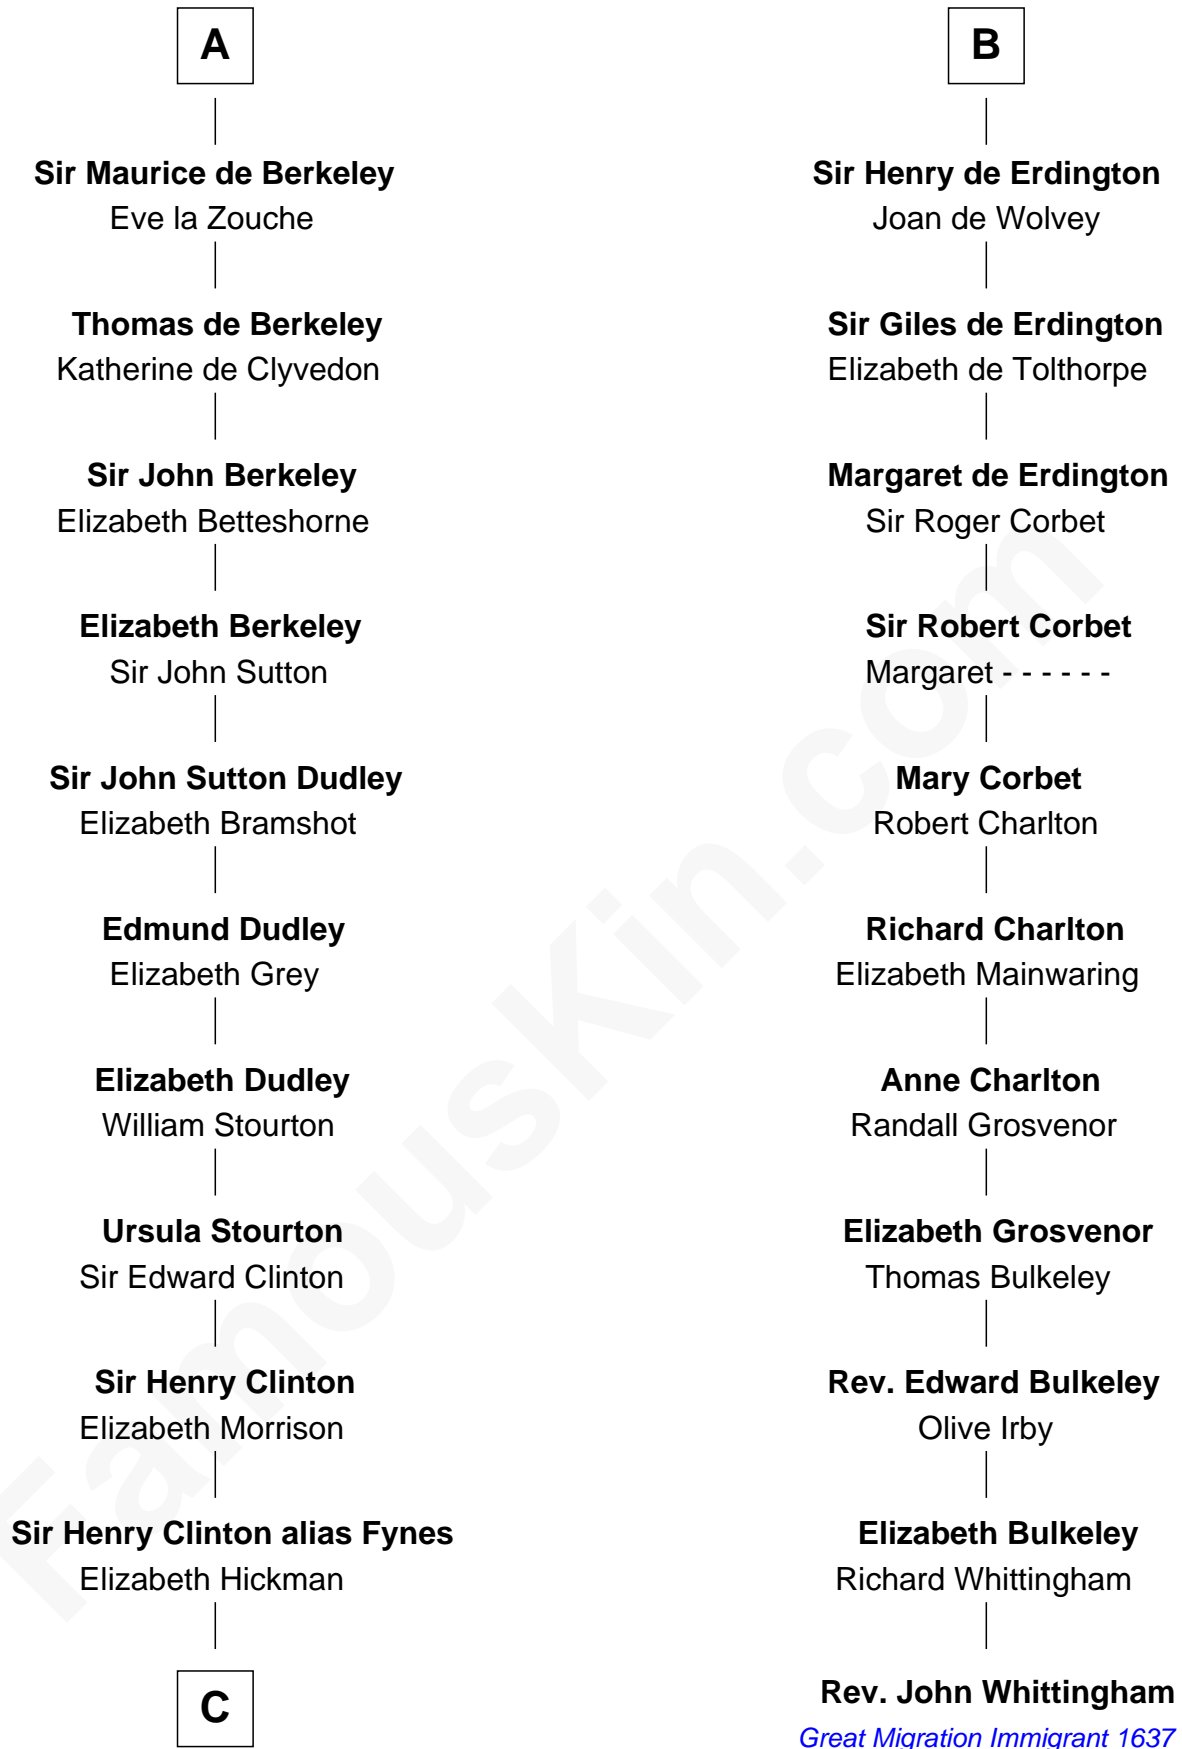 A
Sir Maurice de Berkeley
Eve la Zouche
Thomas de Berkeley
Katherine de Clyvedon
Sir John Berkeley
Elizabeth Betteshorne
Elizabeth Berkeley
Sir John Sutton
Sir John Sutton Dudley
Elizabeth Bramshot
Edmund Dudley
Elizabeth Grey
Elizabeth Dudley
William Stourton
Ursula Stourton
Sir Edward Clinton
Sir Henry Clinton
Elizabeth Morrison
Sir Henry Clinton alias Fynes
Elizabeth Hickman
C
B
Sir Henry de Erdington
Joan de Wolvey
Sir Giles de Erdington
Elizabeth de Tolthorpe
Margaret de Erdington
Sir Roger Corbet
Sir Robert Corbet
Margaret - - - - - -
Mary Corbet
Robert Charlton
Richard Charlton
Elizabeth Mainwaring
Anne Charlton
Randall Grosvenor
Elizabeth Grosvenor
Thomas Bulkeley
Rev. Edward Bulkeley
Olive Irby
Elizabeth Bulkeley
Richard Whittingham
Rev. John Whittingham
Great Migration Immigrant 1637
FamousKin.com